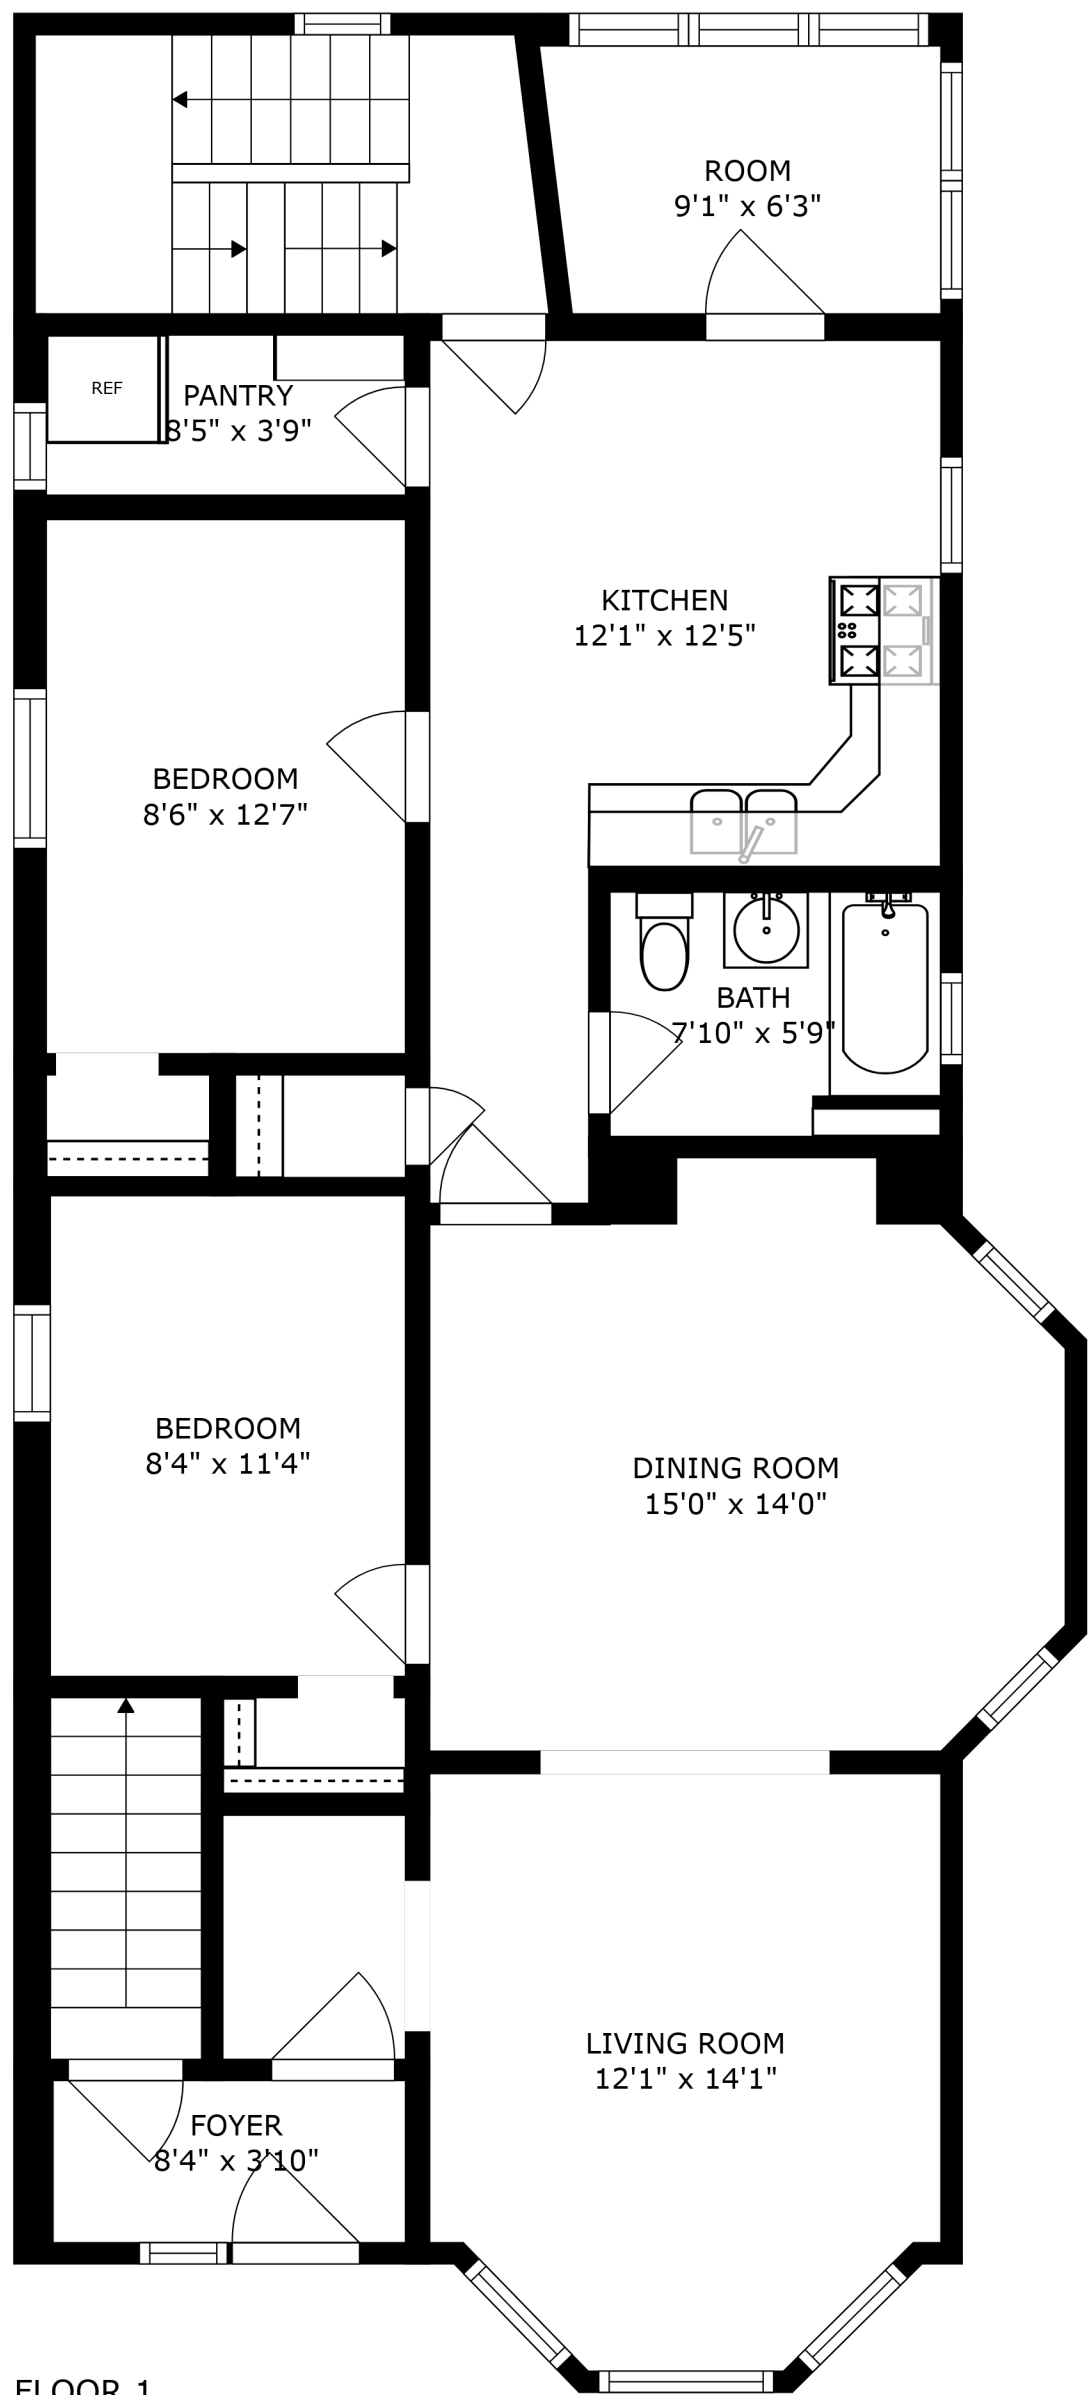 ROOM
9'1" x 6'3"
REF
PANTRY
8'5" x 3'9"
KITCHEN
12'1" x 12'5"
BEDROOM
8'6" x 12'7"
BATH
7'10" x 5'9"
BEDROOM
8'4" x 11'4"
DINING ROOM
15'0" x 14'0"
LIVING ROOM
12'1" x 14'1"
FOYER
8'4" x 3'10"
FLOOR 1